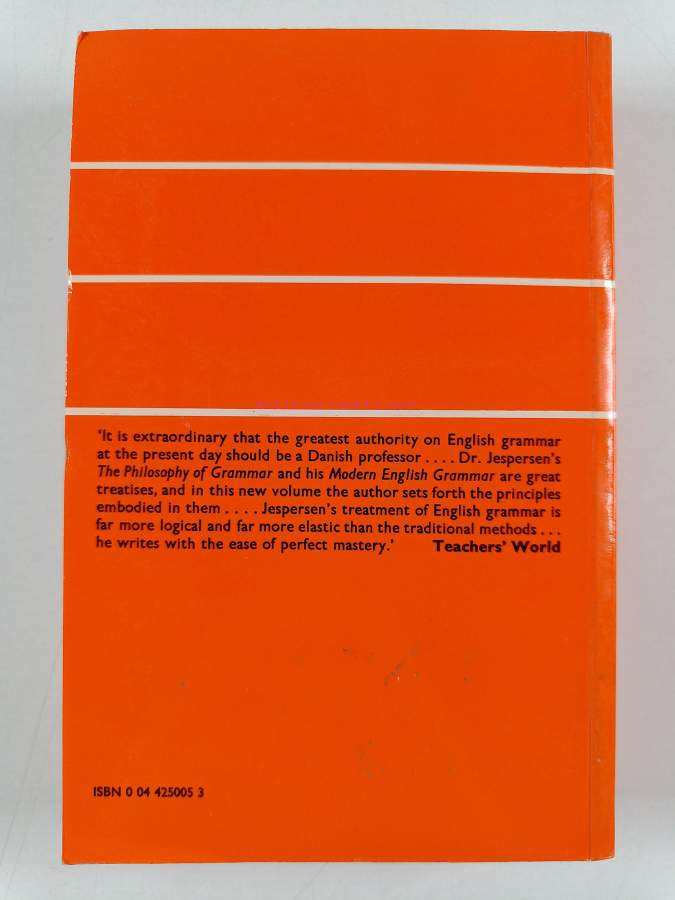 'It is extraordinary that the greatest authority on English grammar
at the present day should be a Danish professor . . . . Dr. Jespersen's
The Philosophy of Grammar and his Modern English Grammar are great
treatises, and in this new volume the author sets forth the principles
embodied in them . . . . Jespersen's treatment of English grammar is
far more logical and far more elastic than the traditional methods . . .
he writes with the ease of perfect mastery.' Teachers' World
ISBN 0 04 425005 3